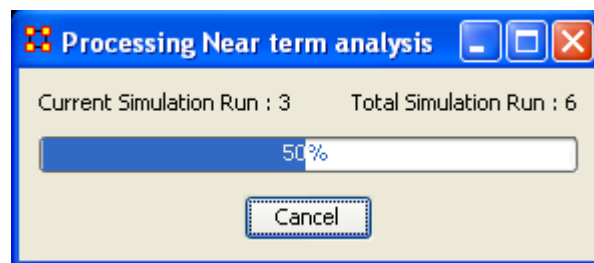 Processing Near term analysis
Current Simulation Run : 3 Total Simulation Run : 6
50%
Cancel